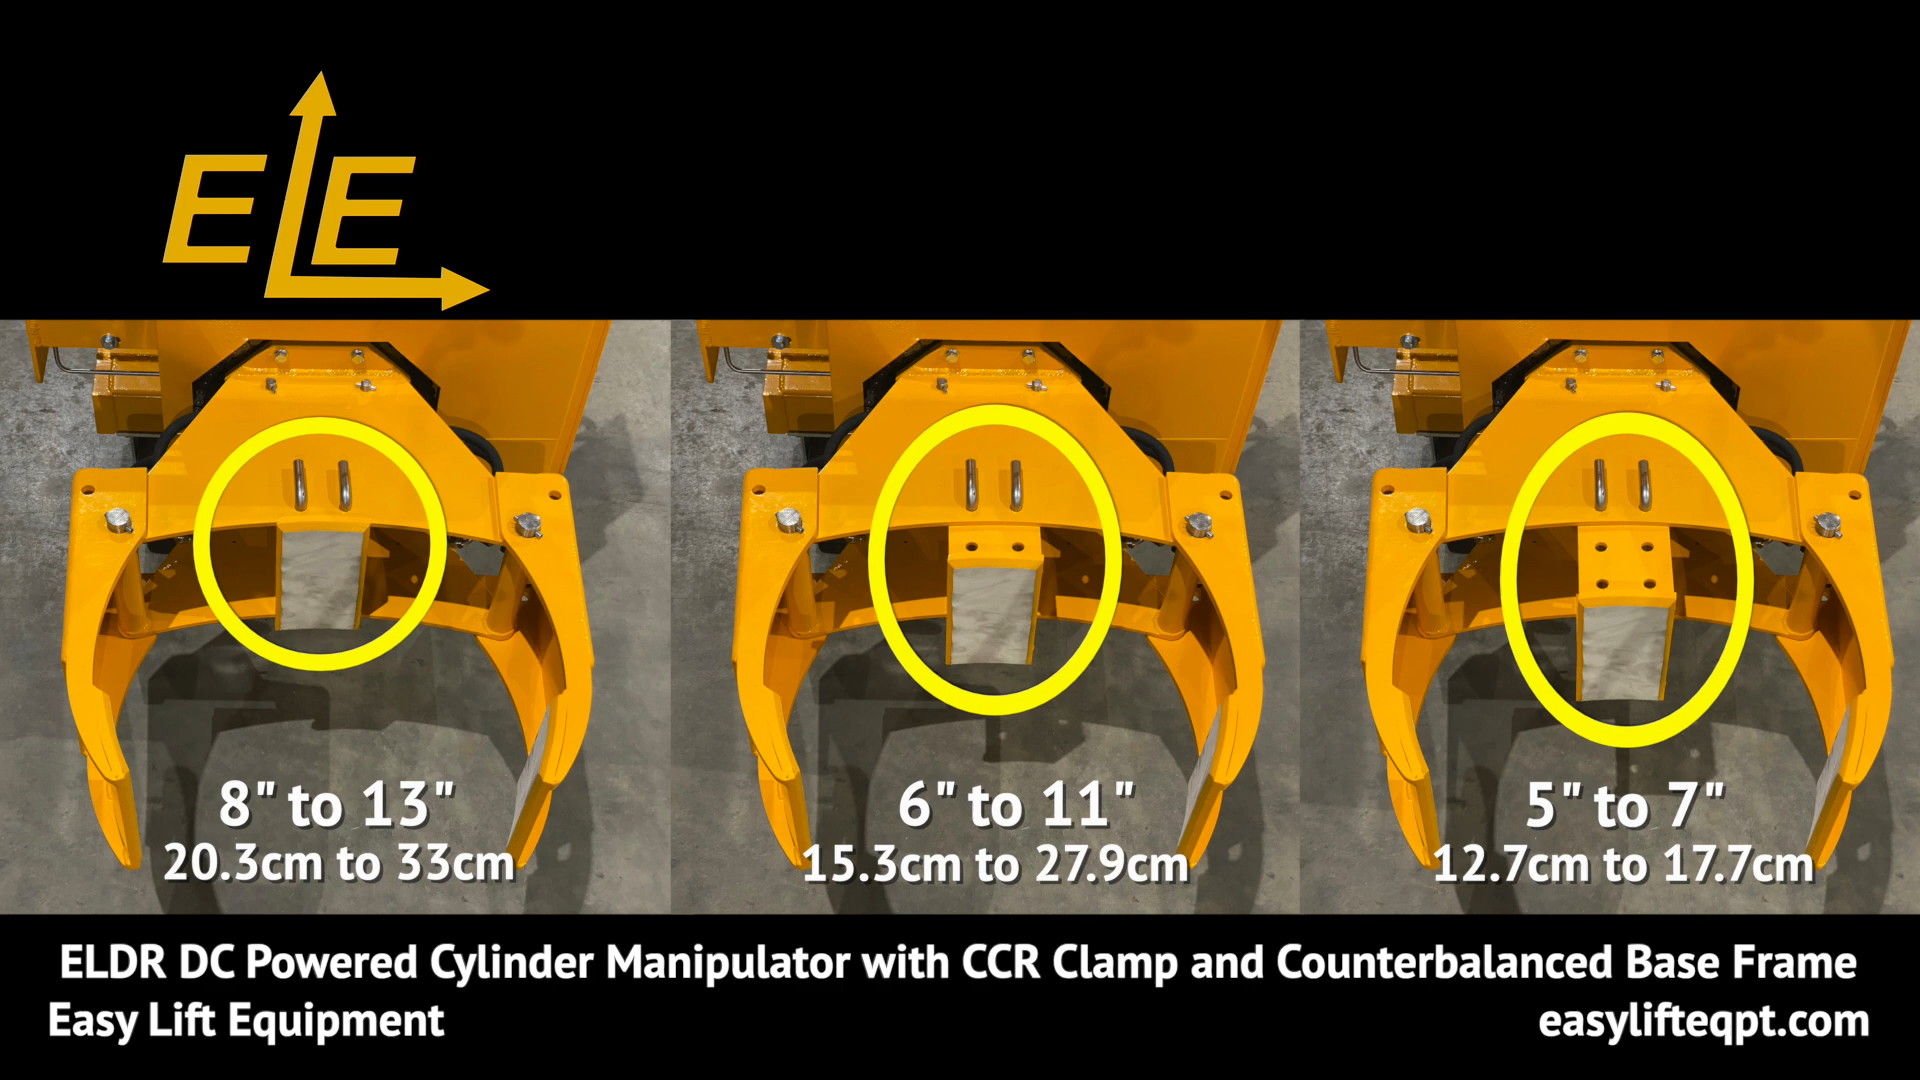 ELE
8" to 13"
20.3cm to 33cm
6" to 11"
15.3cm to 27.9cm
5" to 7"
12.7cm to 17.7cm
ELDR DC Powered Cylinder Manipulator with CCR Clamp and Counterbalanced Base Frame
Easy Lift Equipment
easylifteqpt.com